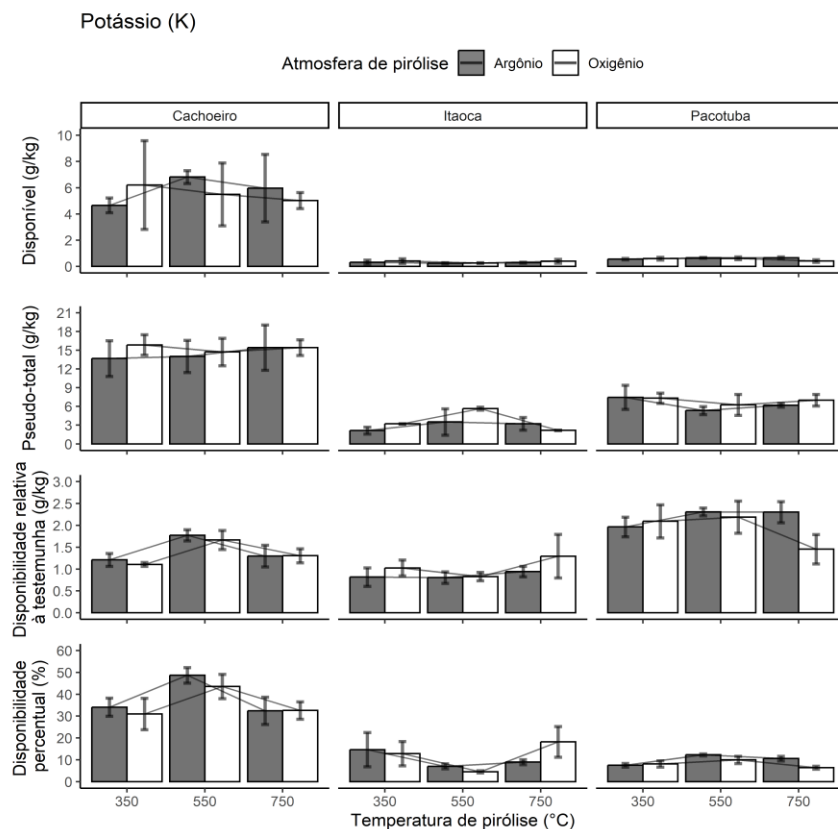 Potássio (K)
Atmosfera de pirólise Argônio Oxigênio
Cachoeiro Itaoca Pacotuba
Disponível (g/kg)
10
8
6
4
2
0
Pseudo-total (g/kg)
21
18
15
12
9
6
3
0
Disponibilidade relativa
à testemunha (g/kg)
3.0
2.5
2.0
1.5
1.0
0.5
0.0
Disponibilidade
percentual (%)
60
50
40
30
20
10
0
350 550 750 350 550 750 350 550 750
Temperatura de pirólise (°C)